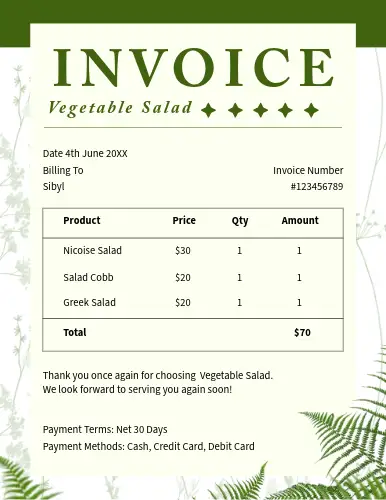 INVOICE
Vegetable Salad
Date 4th June 20XX
Billing To Invoice Number
Sibyl #123456789
Product Price Qty Amount
Nicoise Salad $30 1 1
Salad Cobb $20 1 1
Greek Salad $20 1 1
Total $70
Thank you once again for choosing Vegetable Salad.
We look forward to serving you again soon!
Payment Terms: Net 30 Days
Payment Methods: Cash, Credit Card, Debit Card